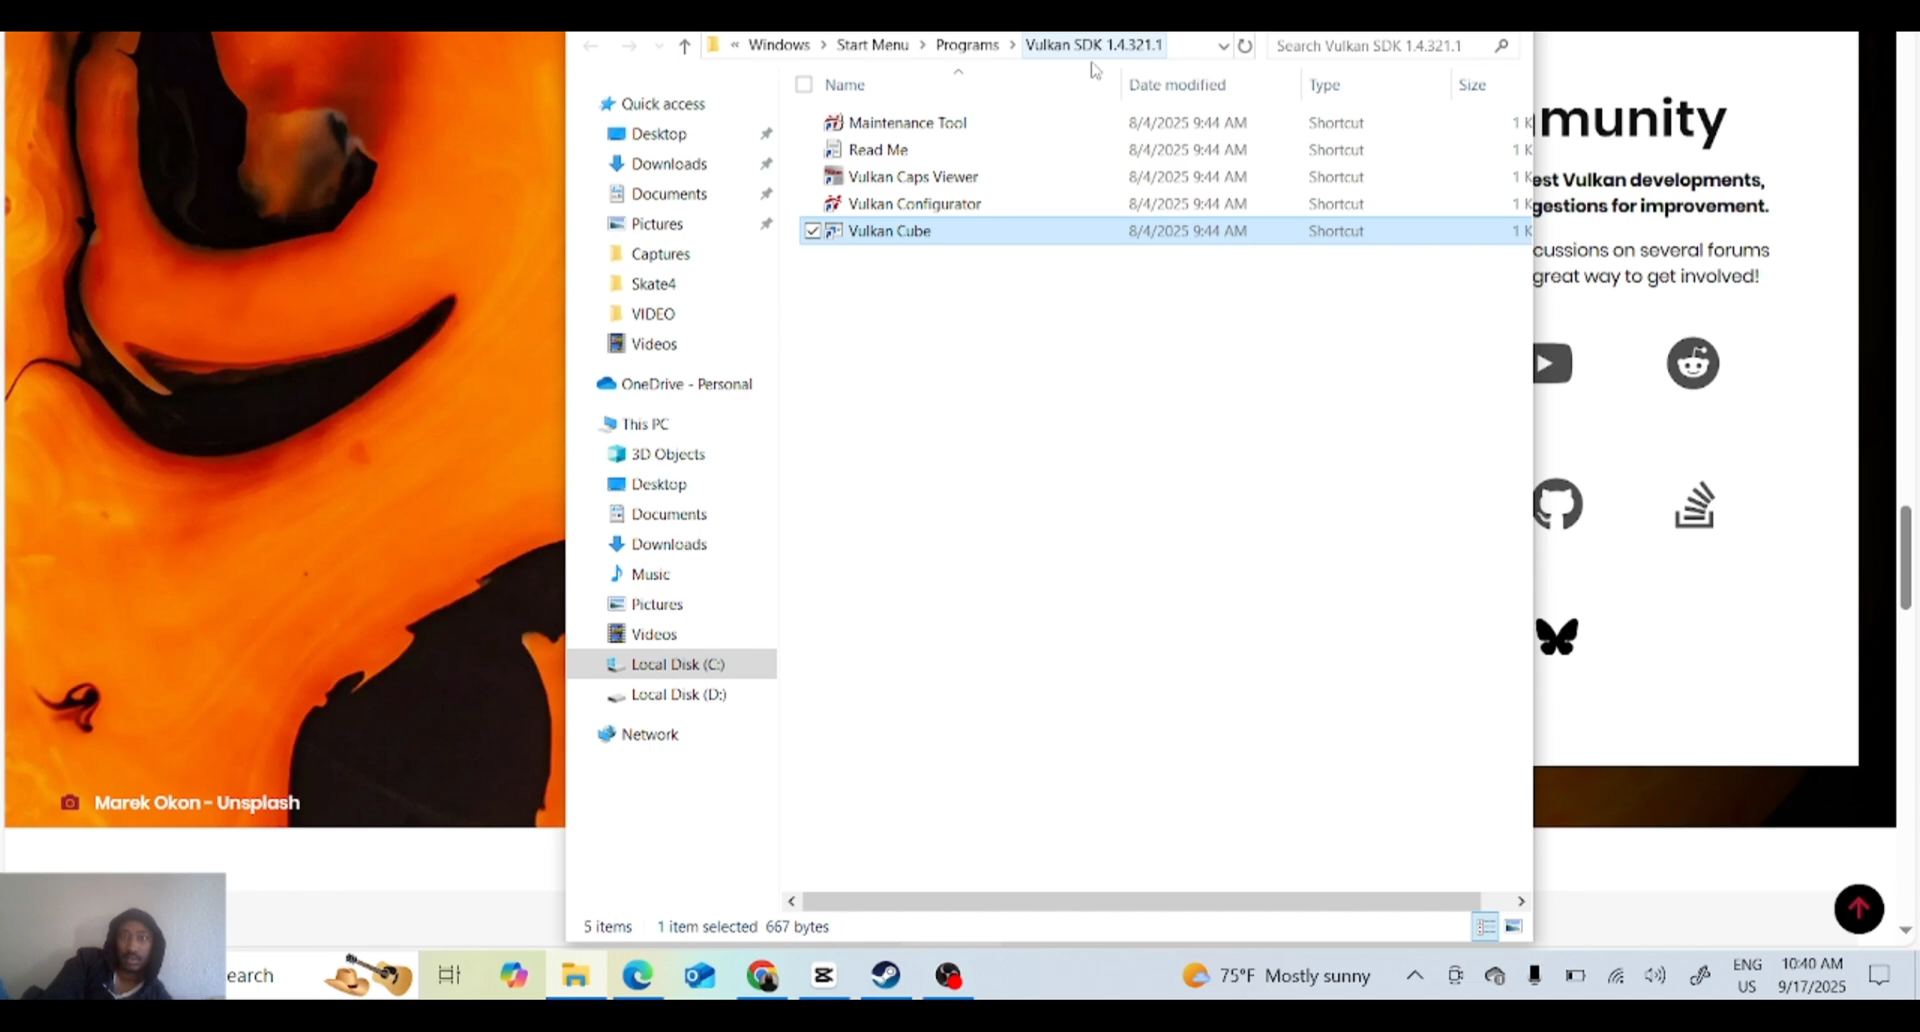 « Windows > Start Menu > Programs > Vulkan SDK 1.4.321.1
Search Vulkan SDK 1.4.321.1
Name Date modified Type Size
Quick access
Desktop
Downloads
Documents
Pictures
Captures
Skate4
VIDEO
Videos
OneDrive - Personal
This PC
3D Objects
Desktop
Documents
Downloads
Music
Pictures
Videos
Local Disk (C:)
Local Disk (D:)
Network
Maintenance Tool 8/4/2025 9:44 AM Shortcut 1 K
Read Me 8/4/2025 9:44 AM Shortcut 1 K
Vulkan Caps Viewer 8/4/2025 9:44 AM Shortcut 1 K
Vulkan Configurator 8/4/2025 9:44 AM Shortcut 1 K
Vulkan Cube 8/4/2025 9:44 AM Shortcut 1 K
5 items 1 item selected 667 bytes
munity
est Vulkan developments,
gestions for improvement.
cussions on several forums
great way to get involved!
Marek Okon - Unsplash
earch
75°F Mostly sunny
ENG
US
10:40 AM
9/17/2025